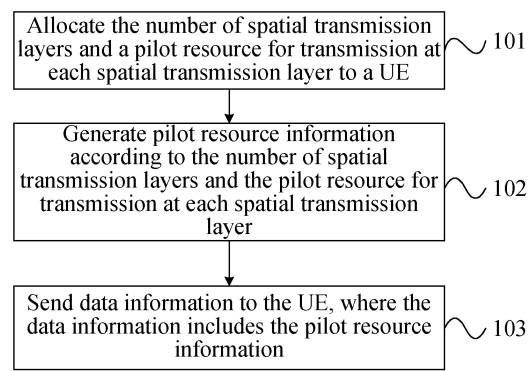 Allocate the number of spatial transmission
layers and a pilot resource for transmission at
each spatial transmission layer to a UE
101
Generate pilot resource information
according to the number of spatial
transmission layers and the pilot resource for
transmission at each spatial transmission
layer
102
Send data information to the UE, where the
data information includes the pilot resource
information
103